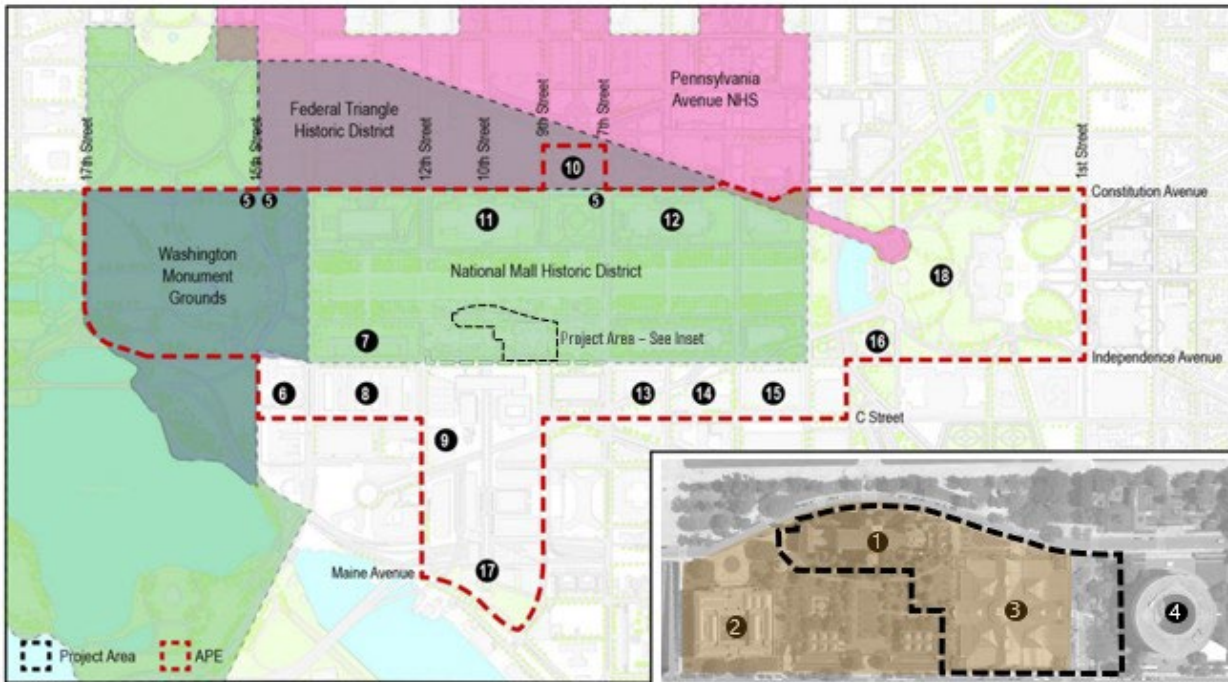 Pennsylvania
Avenue NHS
Federal Triangle
Historic District
17th Street
15th Street
12th Street
10th Street
9th Street
7th Street
1st Street
10
Constitution Avenue
5
5
5
11
12
Washington
Monument
Grounds
National Mall Historic District
18
7
Project Area – See Inset
16
Independence Avenue
6
8
13
14
15
C Street
9
Maine Avenue
17
Project Area
APE
1
2
3
4